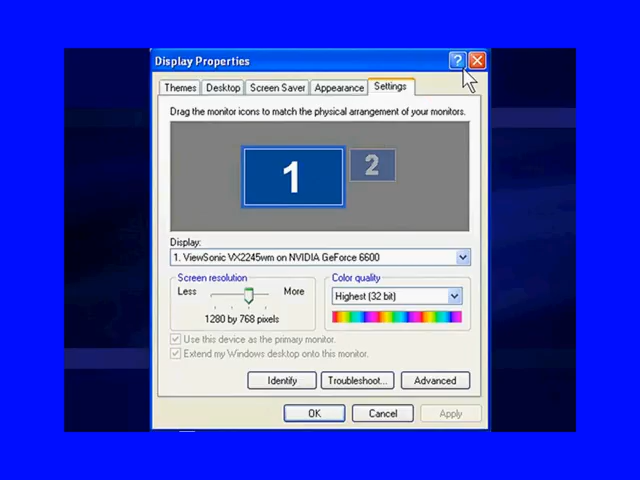 Display Properties
Themes Desktop Screen Saver Appearance Settings
Drag the monitor icons to match the physical arrangement of your monitors.
1 2
Display:
1. ViewSonic VX2245wm on NVIDIA GeForce 6600
Screen resolution
Less More
1280 by 768 pixels
Color quality
Highest (32 bit)
Use this device as the primary monitor.
Extend my Windows desktop onto this monitor.
Identify Troubleshoot... Advanced
OK Cancel Apply